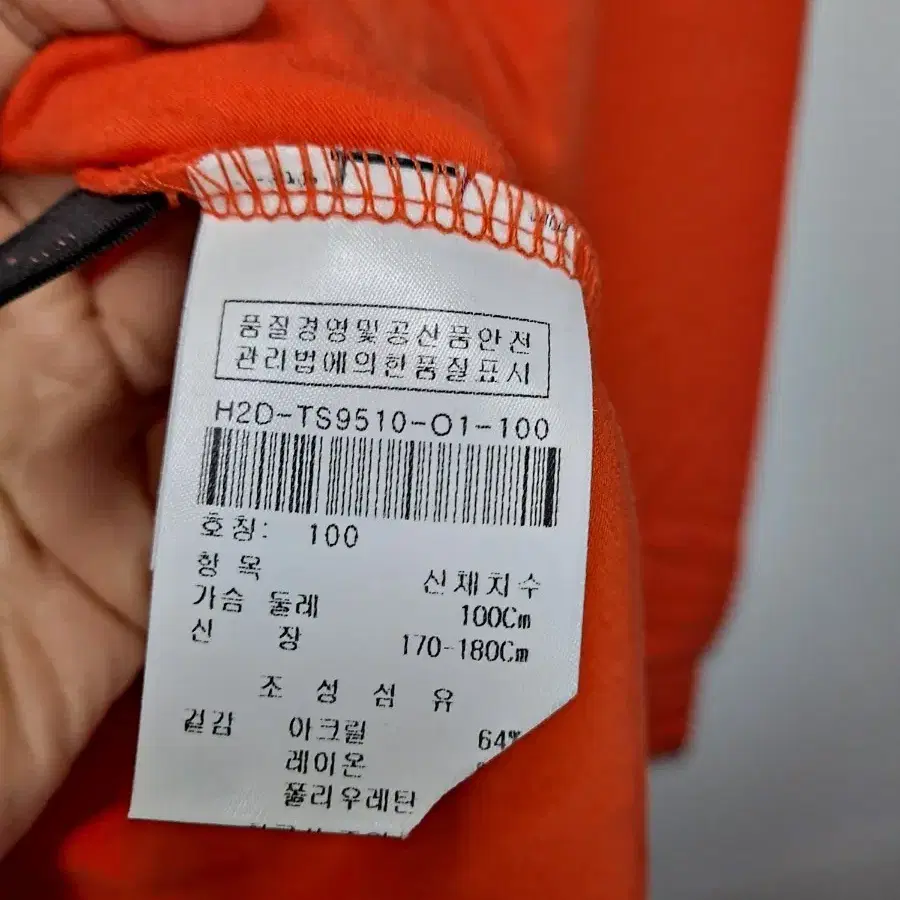 품질경영및공산품안전
관리법에의한품질표시
H2D-TS9510-O1-100
호칭: 100
항 목 신체치수
가슴 둘레 100Cm
신 장 170-180Cm
조 성 섬 유
겉감 아크릴 64%
레이온
폴리우레탄